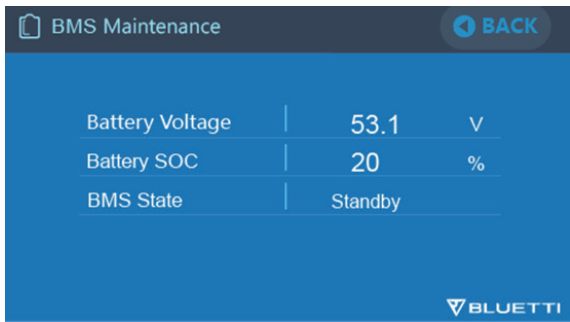 BMS Maintenance BACK
Battery Voltage 53.1 V
Battery SOC 20 %
BMS State Standby
BLUETTI